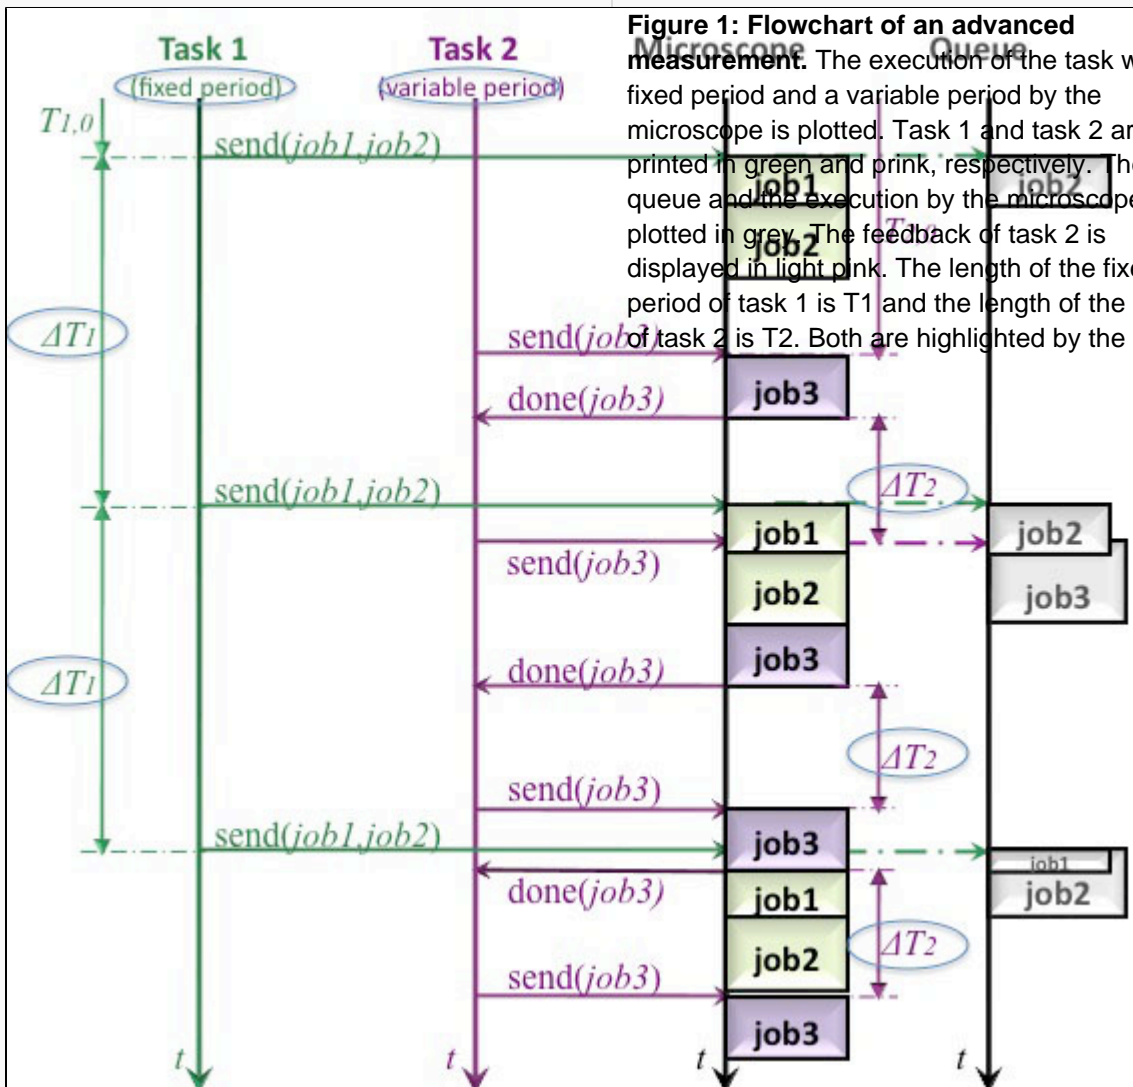 Figure 1: Flowchart of an advanced
measurement. The execution of the task w
fixed period and a variable period by the
microscope is plotted. Task 1 and task 2 ar
printed in green and prink, respectively. The
queue and the execution by the microscope
plotted in grey. The feedback of task 2 is
displayed in light pink. The length of the fixe
period of task 1 is T1 and the length of the
of task 2 is T2. Both are highlighted by the
Task 1
(fixed period)
Task 2
(variable period)
Microscope
Queue
T1,0
send(job1,job2)
job1
job2
job2
T2,0
ΔT1
send(job3)
job3
done(job3)
ΔT2
send(job1,job2)
job1
job2
send(job3)
job2
job3
job3
ΔT1
done(job3)
ΔT2
send(job3)
send(job1,job2)
job3
job1
job2
done(job3)
job1
ΔT2
job2
send(job3)
job3
t
t
t
t